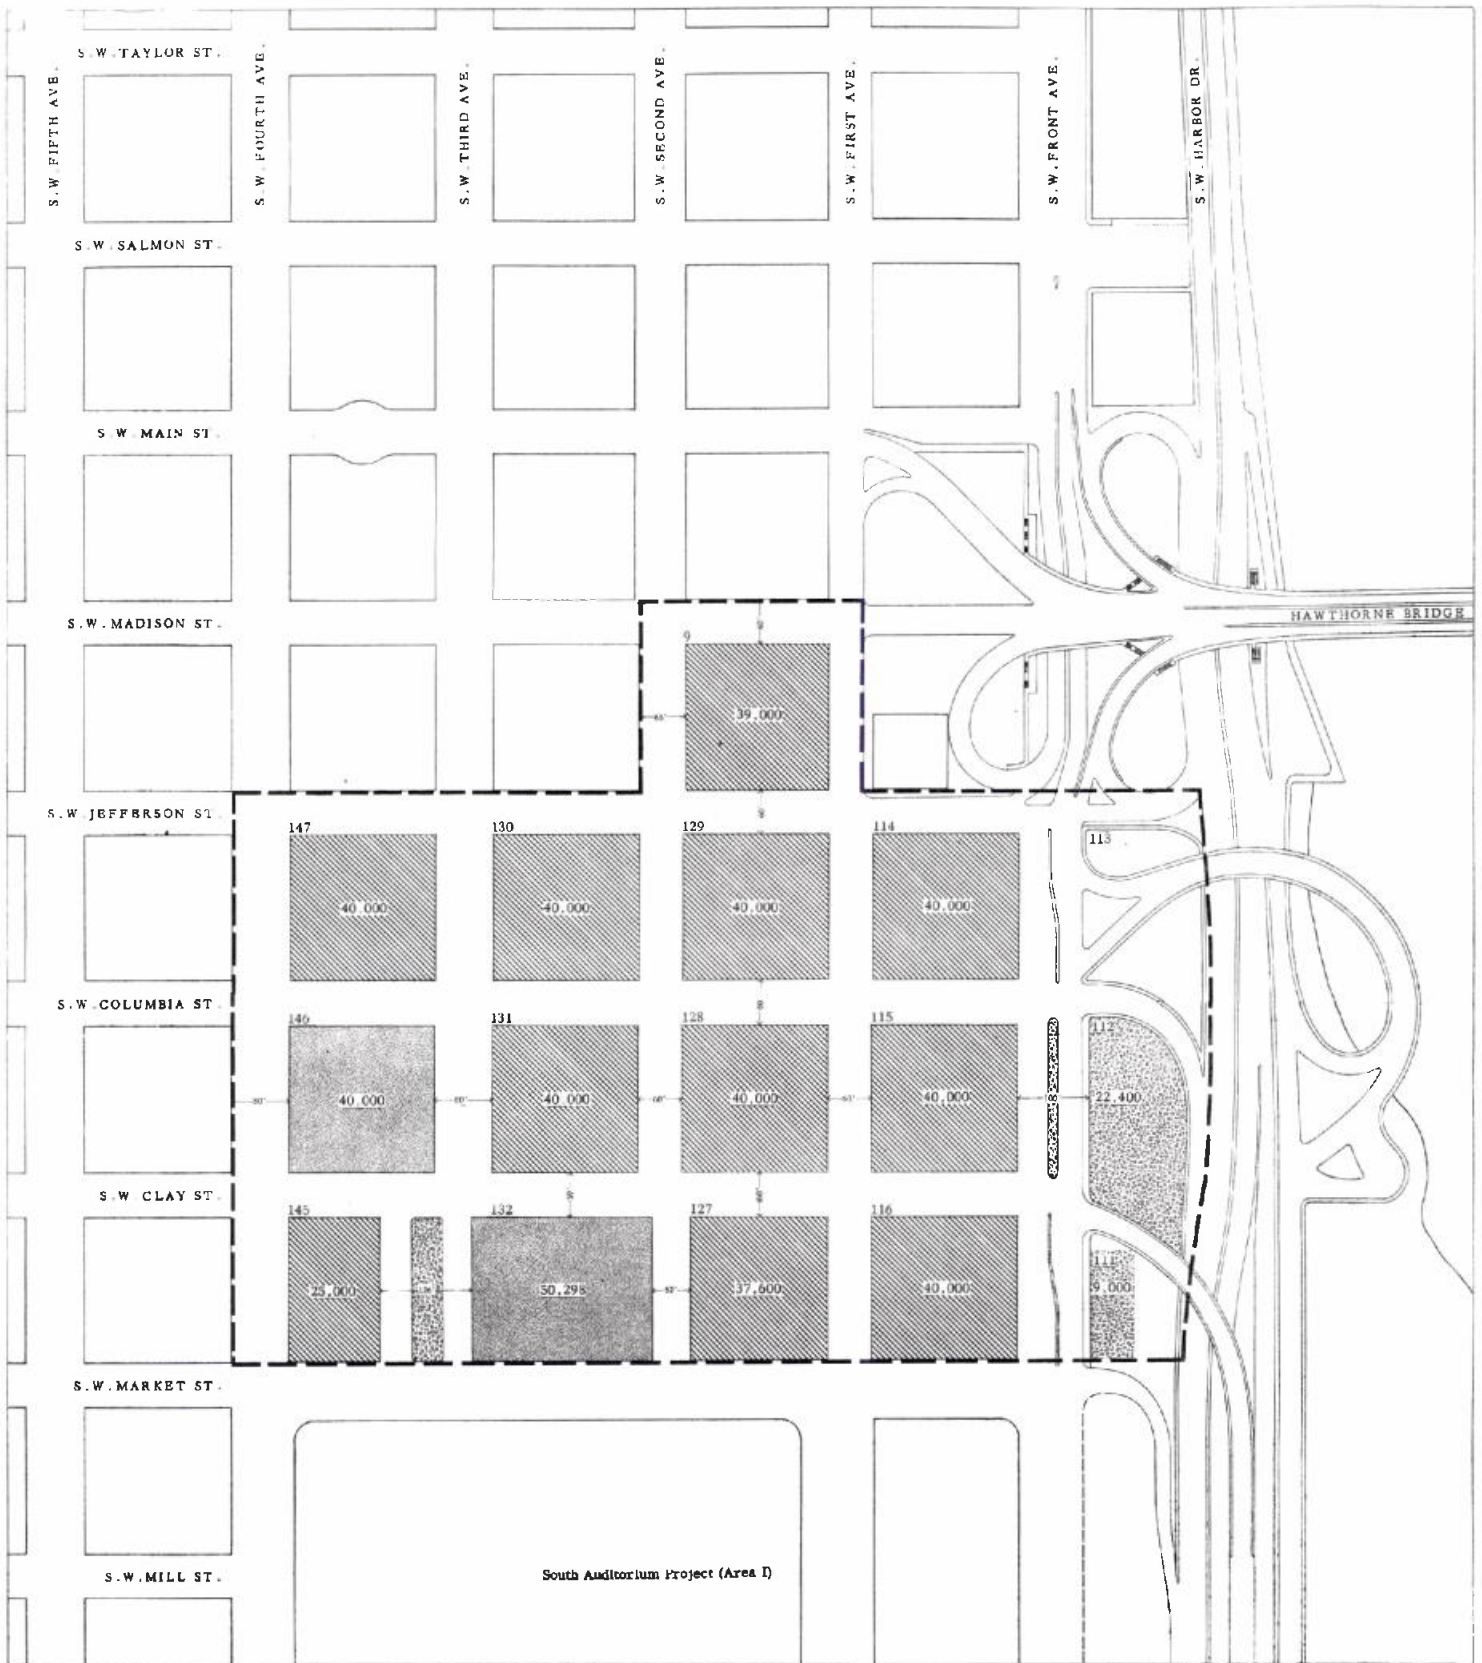 S.W. TAYLOR ST.
S.W. FIFTH AVE.
S.W. FOURTH AVE.
S.W. THIRD AVE.
S.W. SECOND AVE.
S.W. FIRST AVE.
S.W. FRONT AVE.
S.W. HARBOR DR.
S.W. SALMON ST.
S.W. MAIN ST.
HAWTHORNE BRIDGE
S.W. MADISON ST.
9
39,000
S.W. JEFFERSON ST.
147
130
129
114
113
40,000
40,000
40,000
40,000
S.W. COLUMBIA ST.
146
131
128
115
112
80'
40,000
80'
40,000
60'
40,000
40,000
22,400
S.W. CLAY ST.
145
132
127
116
111
25,000
50,298
37,600
40,000
9,000
S.W. MARKET ST.
South Auditorium Project (Area I)
S.W. MILL ST.